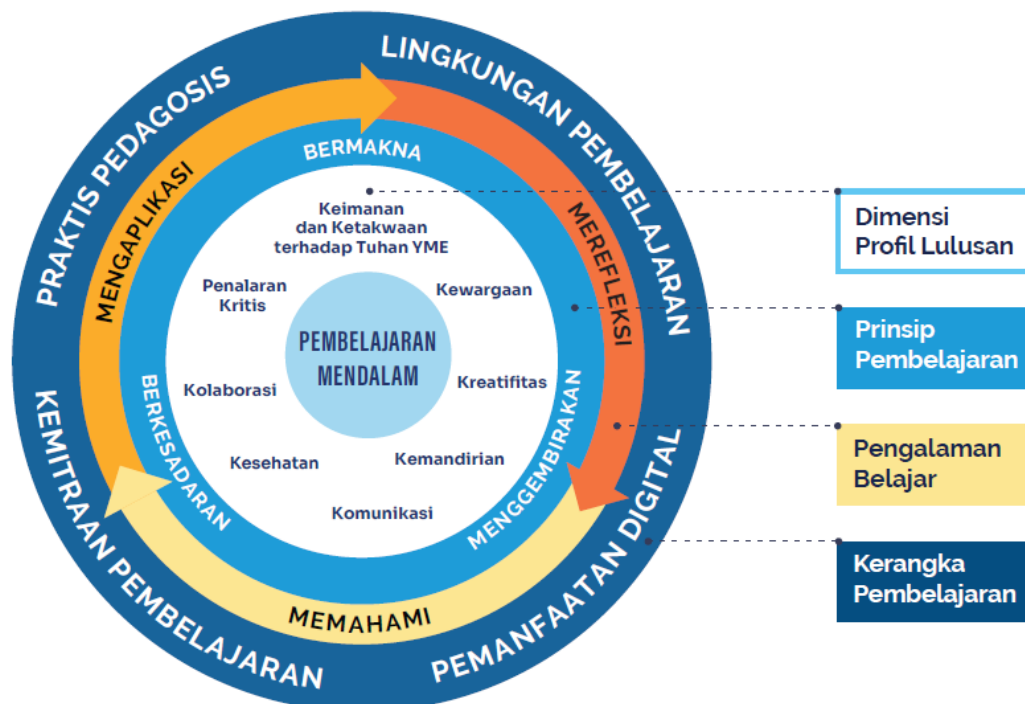 PRAKTIS PEDAGOSIS
LINGKUNGAN PEMBELAJARAN
MENGAPLIKASI
MEREFLEKSI
BERMAKNA
Keimanan
dan Ketakwaan
terhadap Tuhan YME
Penalaran
Kritis
Kewargaan
PEMBELAJARAN
MENDALAM
Kolaborasi
Kreatifitas
Kesehatan
Kemandirian
Komunikasi
BERKESADARAN
MENGGEMBIRAKAN
MEMAHAMI
KEMITRAAN PEMBELAJARAN
PEMANFAATAN DIGITAL
Dimensi
Profil Lulusan
Prinsip
Pembelajaran
Pengalaman
Belajar
Kerangka
Pembelajaran